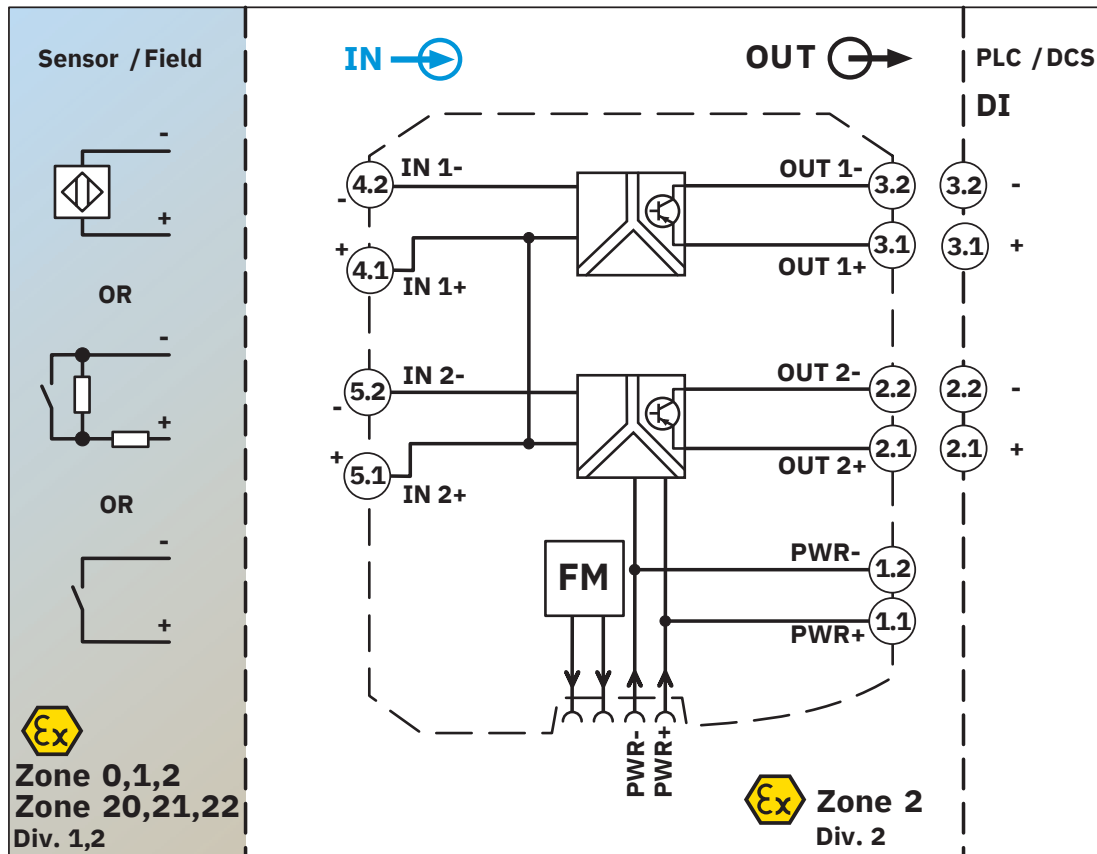 Sensor / Field
-
+
OR
-
+
OR
-
+
Ex
Zone 0,1,2
Zone 20,21,22
Div. 1,2
IN
OUT
4.2
IN 1-
-
+
4.1
IN 1+
5.2
IN 2-
-
+
5.1
IN 2+
OUT 1-
3.2
3.1
OUT 1+
OUT 2-
2.2
2.1
OUT 2+
FM
PWR-
1.2
1.1
PWR+
PWR-
PWR+
Ex
Zone 2
Div. 2
PLC / DCS
DI
3.2 -
3.1 +
2.2 -
2.1 +